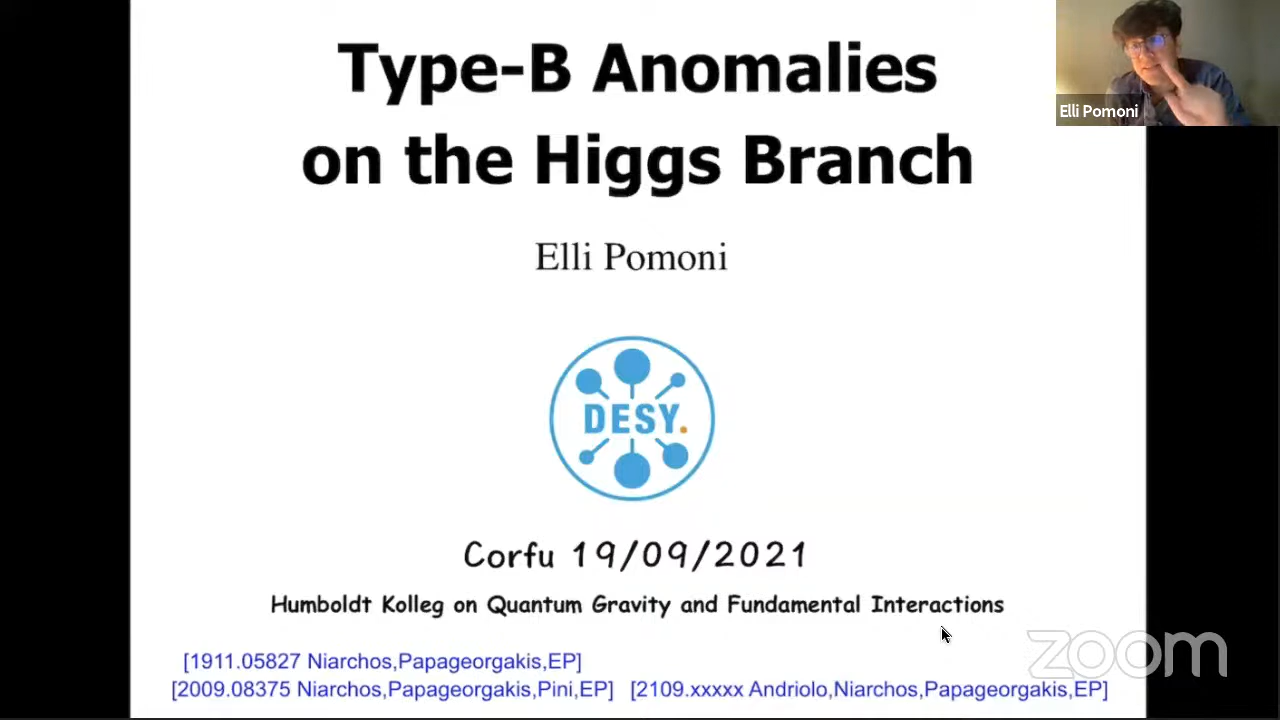 Type-B Anomalies
on the Higgs Branch
Elli Pomoni
Elli Pomoni
DESY.
Corfu 19/09/2021
Humboldt Kolleg on Quantum Gravity and Fundamental Interactions
zoom
[1911.05827 Niarchos,Papageorgakis,EP]
[2009.08375 Niarchos,Papageorgakis,Pini,EP] [2109.xxxxx Andriolo,Niarchos,Papageorgakis,EP]